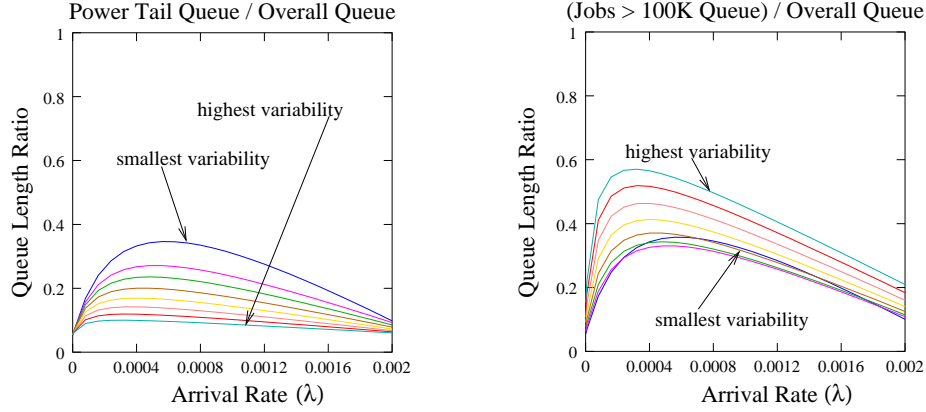 Power Tail Queue / Overall Queue
Queue Length Ratio
1
0.8
0.6
0.4
0.2
0
highest variability
smallest variability
0
0.0004
0.0008
0.0012
0.0016
0.002
Arrival Rate (λ)
(Jobs > 100K Queue) / Overall Queue
Queue Length Ratio
1
0.8
0.6
0.4
0.2
0
highest variability
smallest variability
0
0.0004
0.0008
0.0012
0.0016
0.002
Arrival Rate (λ)